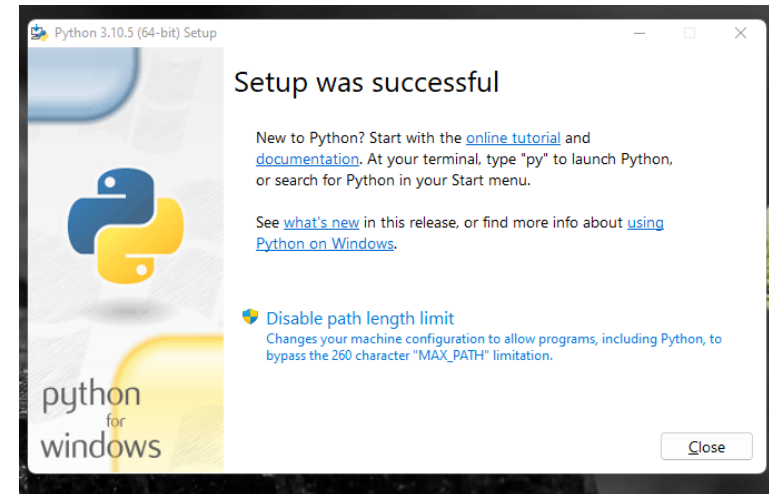 Python 3.10.5 (64-bit) Setup
Setup was successful
New to Python? Start with the online tutorial and
documentation. At your terminal, type "py" to launch Python,
or search for Python in your Start menu.
See what's new in this release, or find more info about using
Python on Windows.
Disable path length limit
Changes your machine configuration to allow programs, including Python, to
bypass the 260 character "MAX_PATH" limitation.
python
for
windows
Close